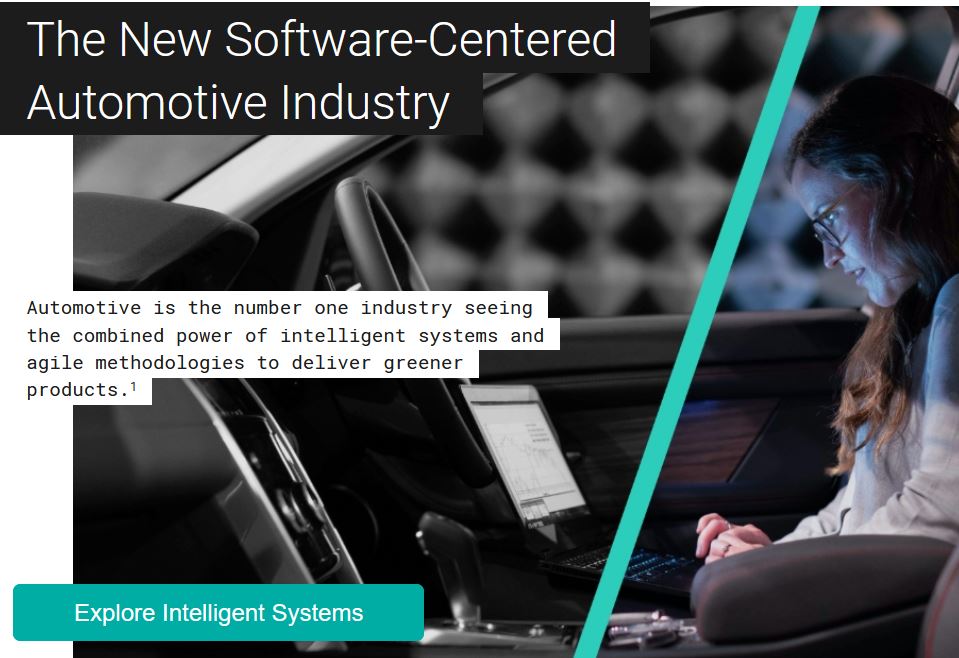 The New Software-Centered
Automotive Industry
Automotive is the number one industry seeing
the combined power of intelligent systems and
agile methodologies to deliver greener
products.¹
Explore Intelligent Systems